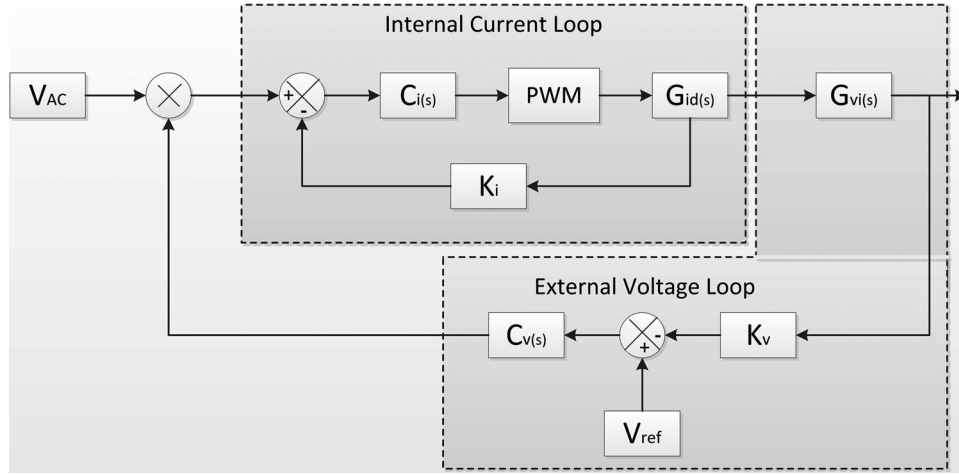 Internal Current Loop
VAC
+
-
Ci(s)
PWM
Gid(s)
Gvi(s)
Ki
External Voltage Loop
Cv(s)
-
+
Kv
Vref